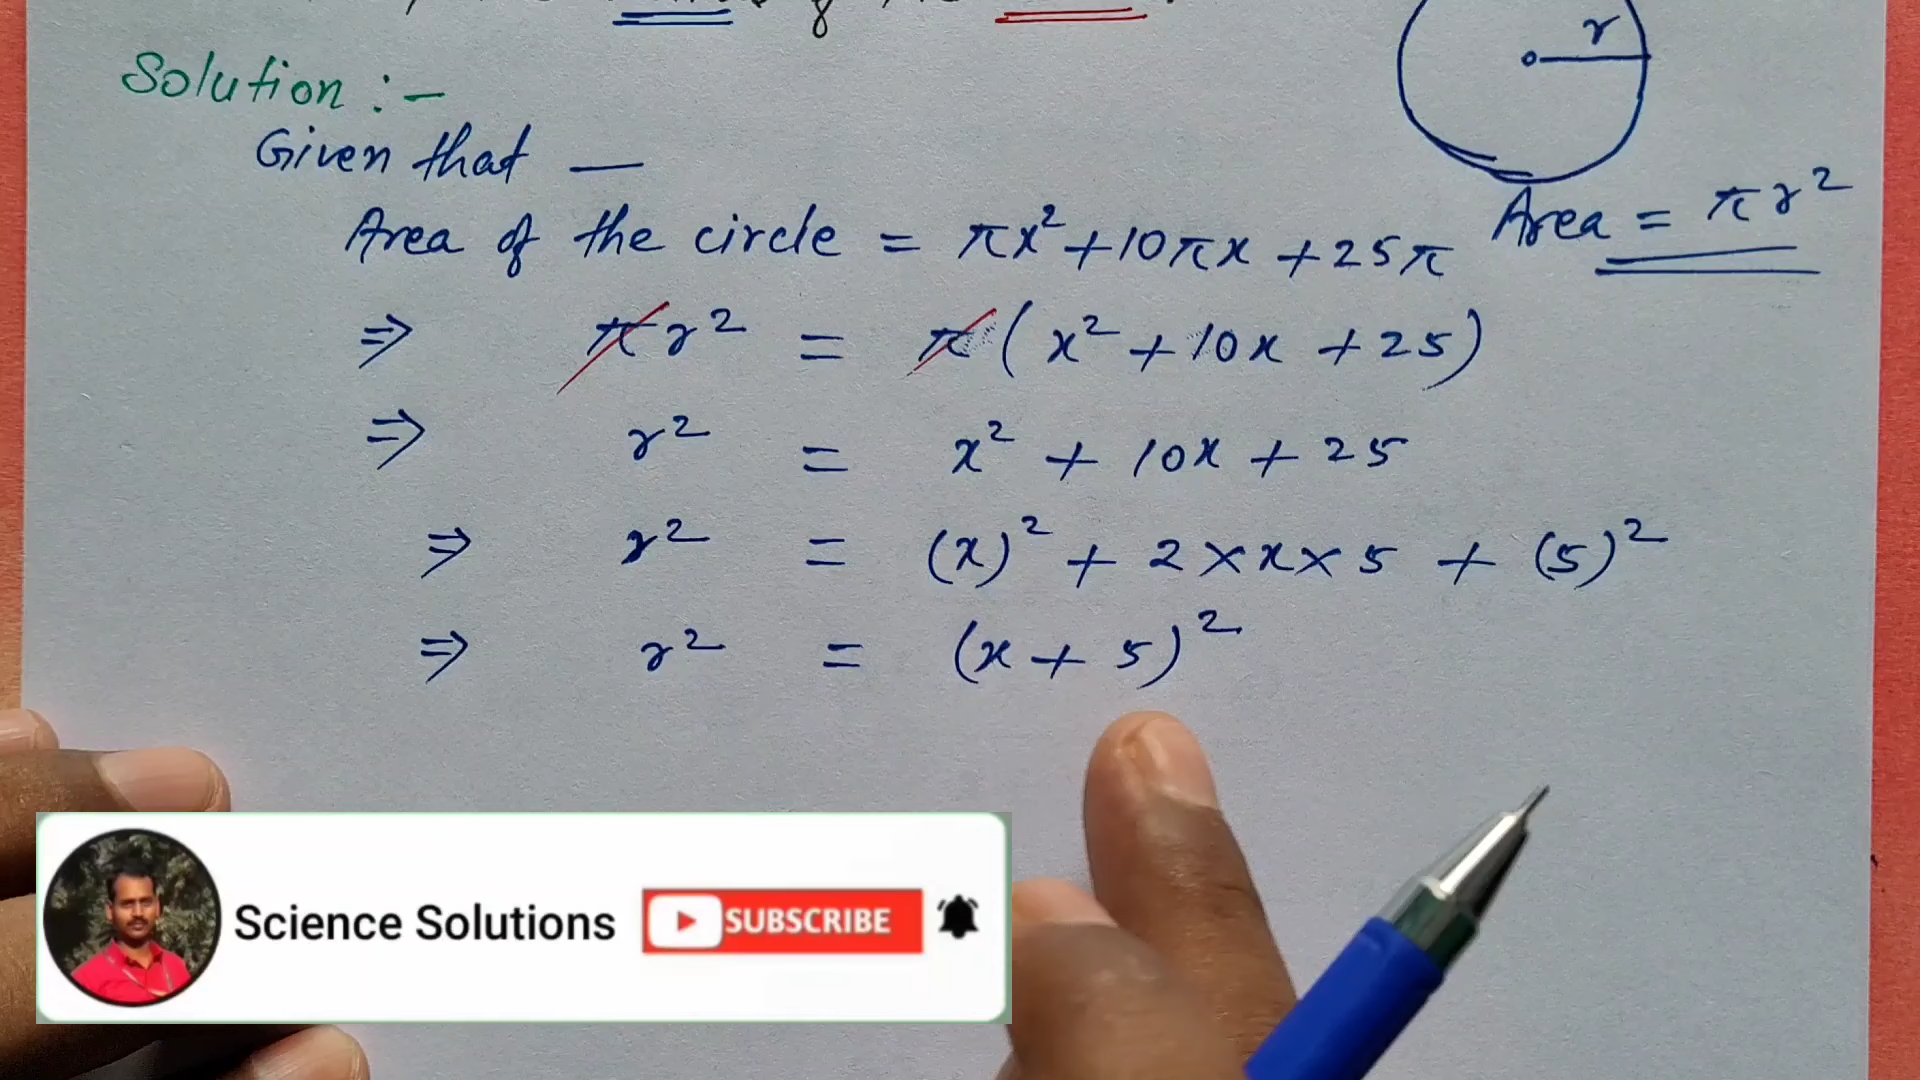 r
Solution :-
Given that —
Area of the circle = πx²+10πx+25π
Area = πr²
⇒ πr² = π(x²+10x+25)
⇒ r² = x² + 10x + 25
⇒ r² = (x)² + 2×x×5 + (5)²
⇒ r² = (x+5)²
Science Solutions SUBSCRIBE